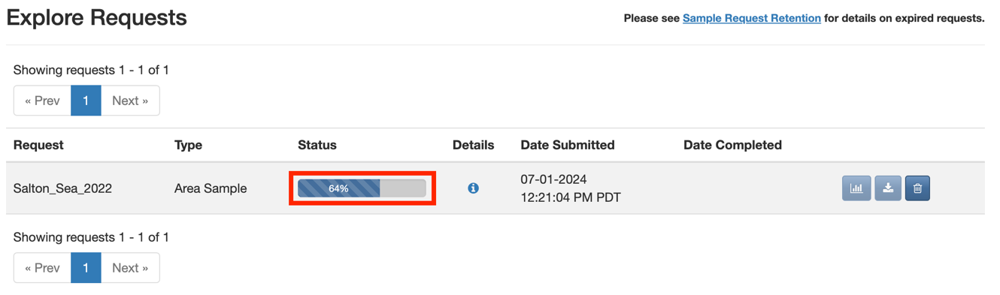 Explore Requests
Please see Sample Request Retention for details on expired requests.
Showing requests 1 - 1 of 1
« Prev 1 Next »
Request Type Status Details Date Submitted Date Completed
Salton_Sea_2022 Area Sample 64% 07-01-2024
12:21:04 PM PDT
Showing requests 1 - 1 of 1
« Prev 1 Next »